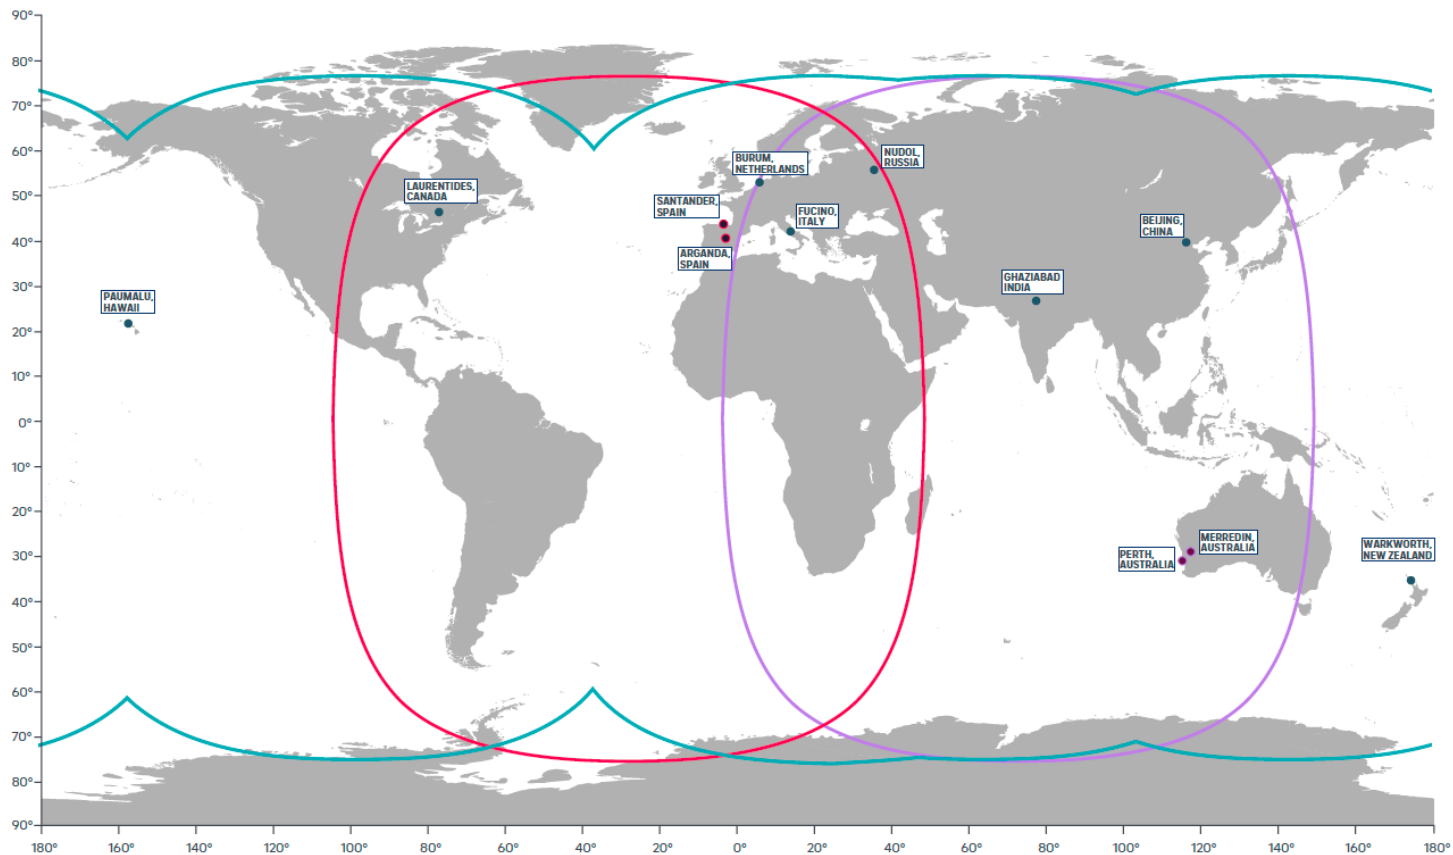 90°
80°
70°
60°
50°
40°
30°
20°
10°
0°
10°
20°
30°
40°
50°
60°
70°
80°
90°
BURUM,
NETHERLANDS
NUDOL,
RUSSIA
LAURENTIDES,
CANADA
SANTANDER,
SPAIN
FUCINO,
ITALY
ARGANDA,
SPAIN
BEIJING,
CHINA
GHAZIABAD
INDIA
PAUMALU,
HAWAII
PERTH,
AUSTRALIA
MERREDIN,
AUSTRALIA
WARKWORTH,
NEW ZEALAND
180° 160° 140° 120° 100° 80° 60° 40° 20° 0° 20° 40° 60° 80° 100° 120° 140° 160° 180°